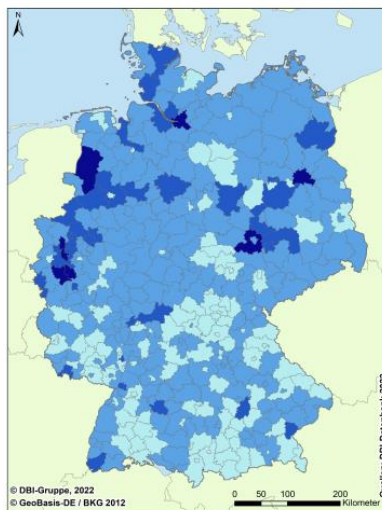 N
© DBI-Gruppe, 2022
© GeoBasis-DE / BKG 2012
0 50 100 200
Kilometer